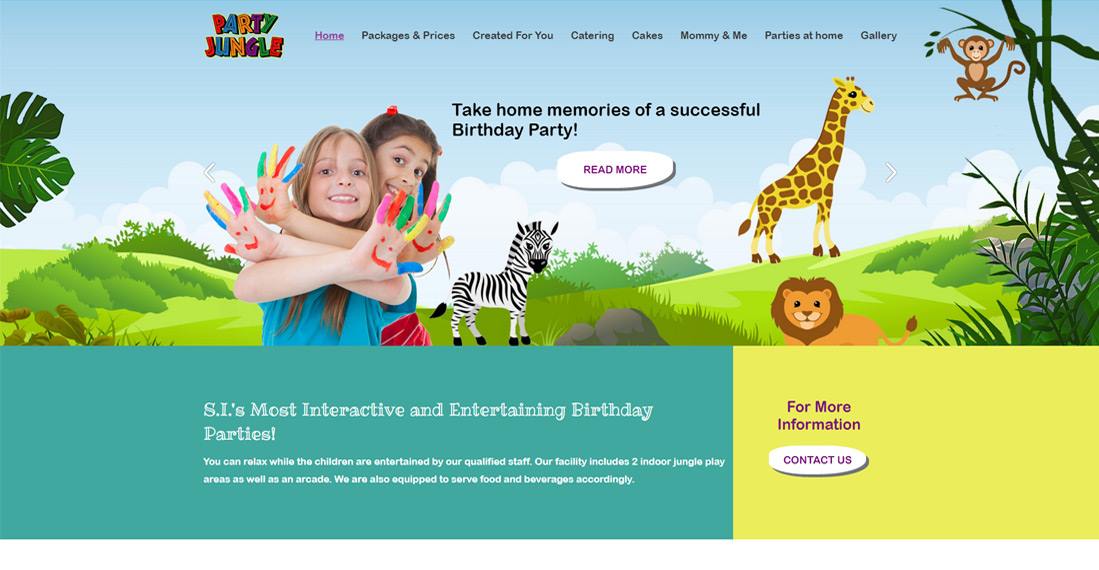 PARTY
JUNGLE
Home Packages & Prices Created For You Catering Cakes Mommy & Me Parties at home Gallery
Take home memories of a successful
Birthday Party!
READ MORE
S.I.'s Most Interactive and Entertaining Birthday
Parties!
You can relax while the children are entertained by our qualified staff. Our facility includes 2 indoor jungle play
areas as well as an arcade. We are also equipped to serve food and beverages accordingly.
For More
Information
CONTACT US